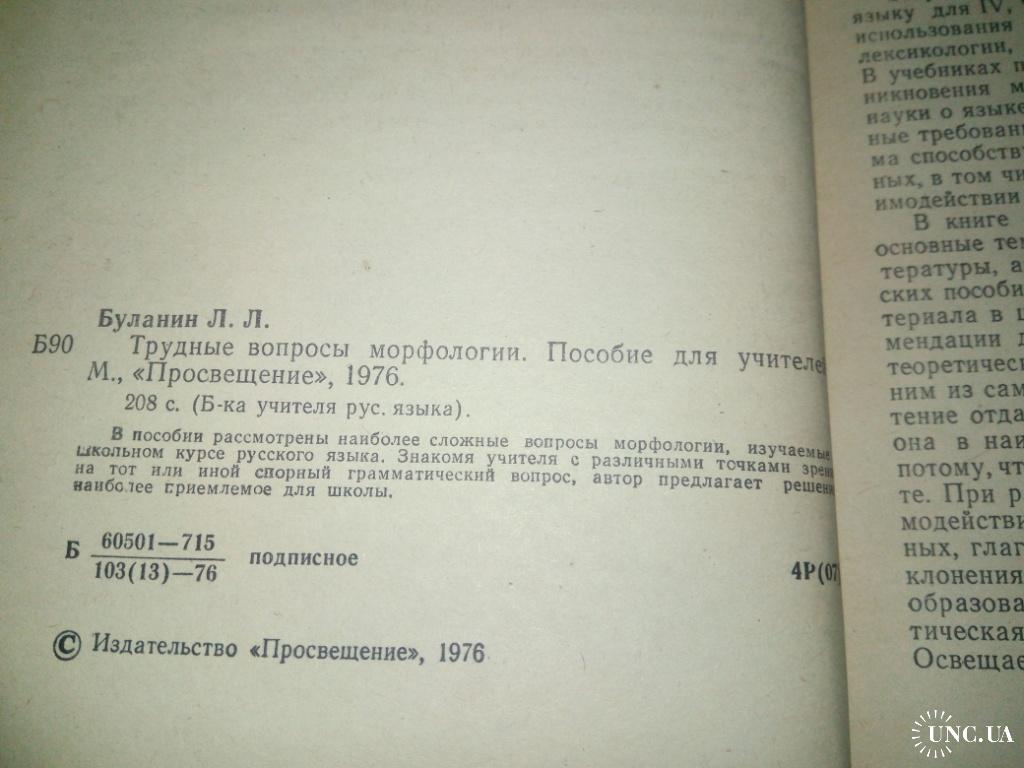 Буланин Л. Л.
Б90 Трудные вопросы морфологии. Пособие для учителей
М., «Просвещение», 1976.
208 с. (Б-ка учителя рус. языка).
В пособии рассмотрены наиболее сложные вопросы морфологии, изучаемые
школьном курсе русского языка. Знакомя учителя с различными точками зрен
на тот или иной спорный грамматический вопрос, автор предлагает решени
наиболее приемлемое для школы.
Б 60501—715
103(13)—76 подписное
4Р(07)
© Издательство «Просвещение», 1976
языку для IV,
использования
лексикологии,
В учебниках п
никновения м
науки о языке
ные требован
ма способств
ных, в том чи
имодействии
В книге
основные те
тературы, а
ских пособи
териала в ш
мендации д
теоретическ
ним из сам
тение отда
она в наи
потому, чт
те. При р
модействи
ных, глаг
клонения
образова
тическая
Освещае
UNC.UA